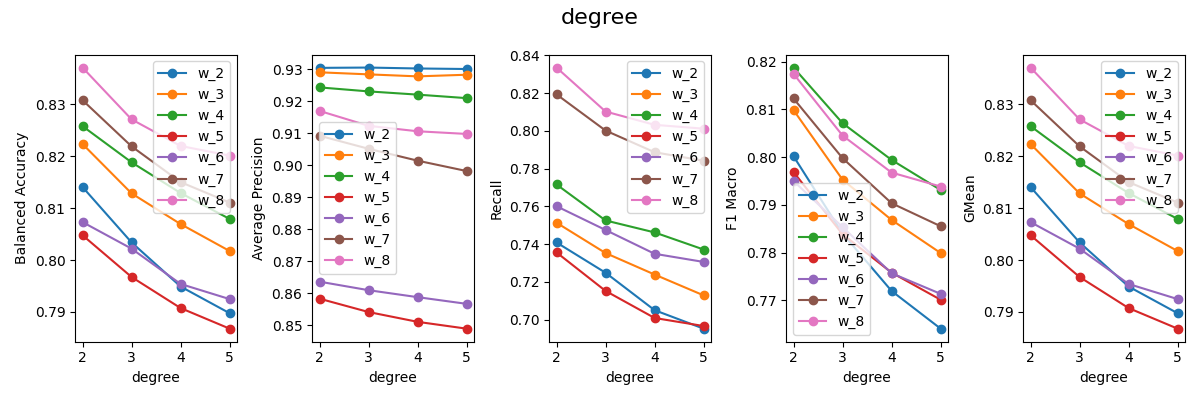 degree
Balanced Accuracy
0.83
0.82
0.81
0.80
0.79
2 3 4 5
degree
w_2
w_3
w_4
w_5
w_6
w_7
w_8
Average Precision
0.93
0.92
0.91
0.90
0.89
0.88
0.87
0.86
0.85
2 3 4 5
degree
w_2
w_3
w_4
w_5
w_6
w_7
w_8
Recall
0.84
0.82
0.80
0.78
0.76
0.74
0.72
0.70
2 3 4 5
degree
w_2
w_3
w_4
w_5
w_6
w_7
w_8
F1 Macro
0.82
0.81
0.80
0.79
0.78
0.77
2 3 4 5
degree
w_2
w_3
w_4
w_5
w_6
w_7
w_8
GMean
0.83
0.82
0.81
0.80
0.79
2 3 4 5
degree
w_2
w_3
w_4
w_5
w_6
w_7
w_8